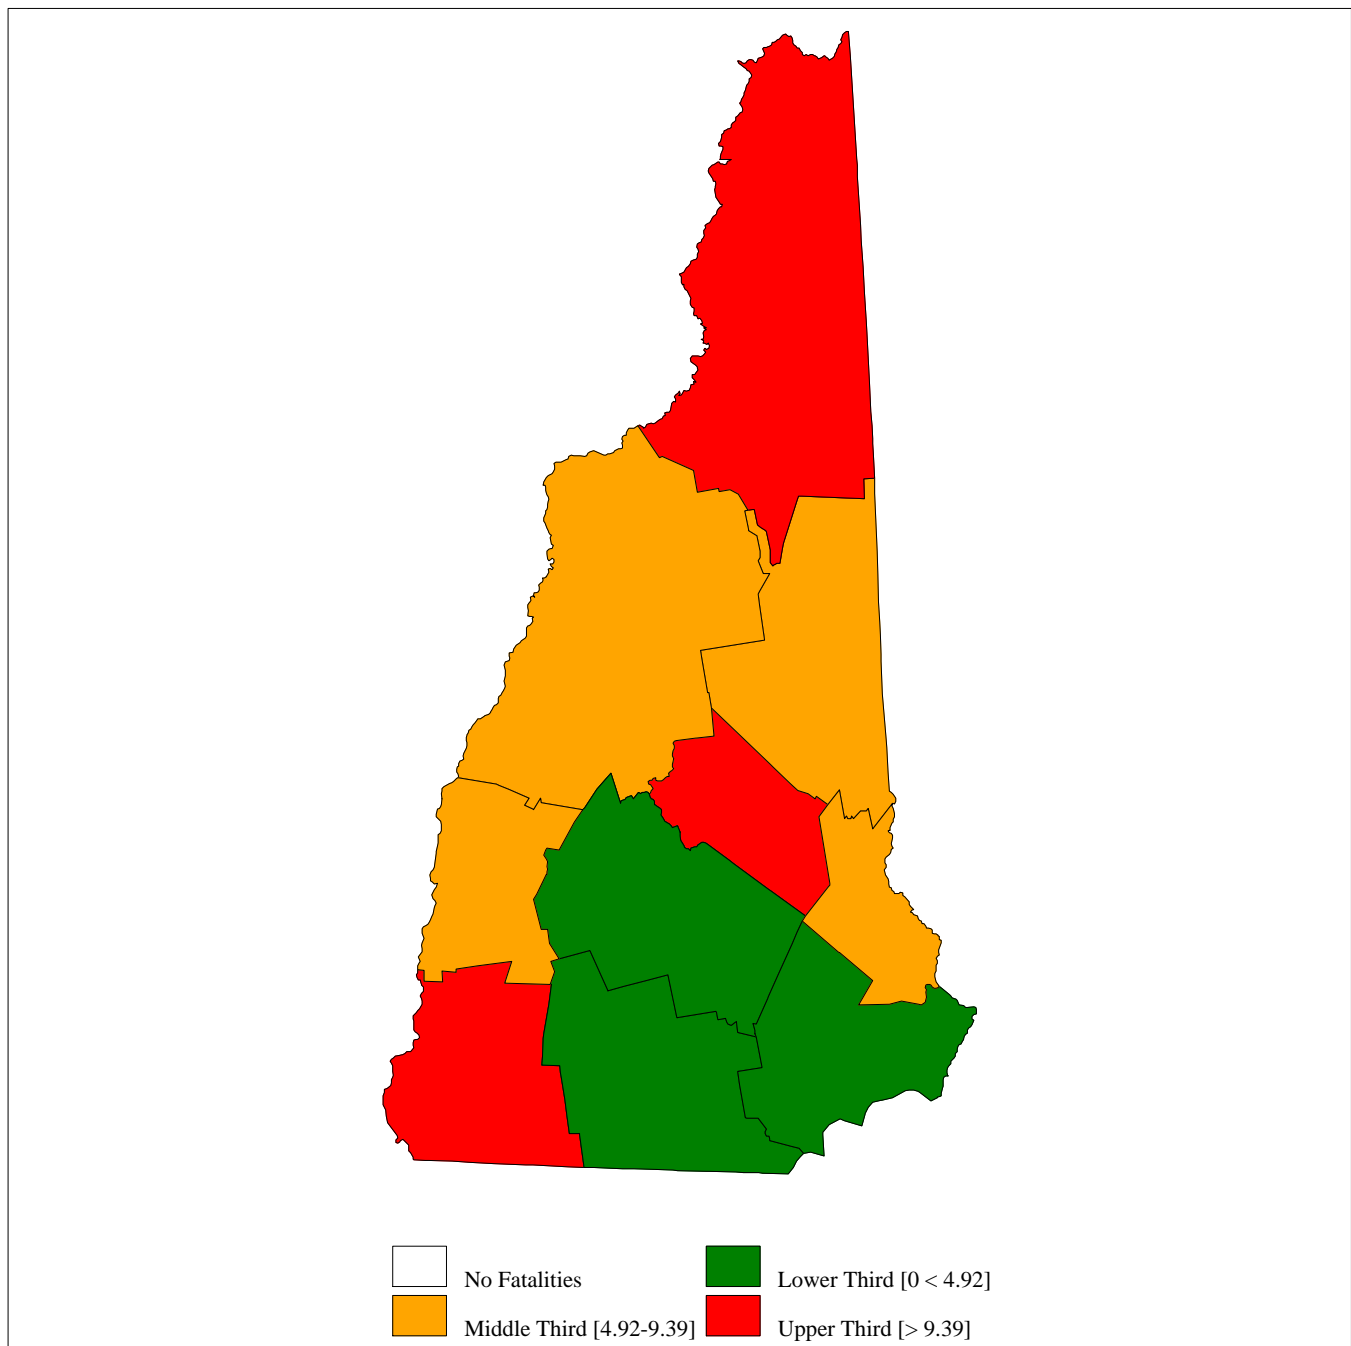 No Fatalities
Lower Third [0 < 4.92]
Middle Third [4.92-9.39]
Upper Third [> 9.39]